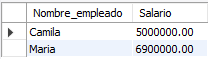 Nombre_empleado Salario
Camila 5000000.00
Maria 6900000.00